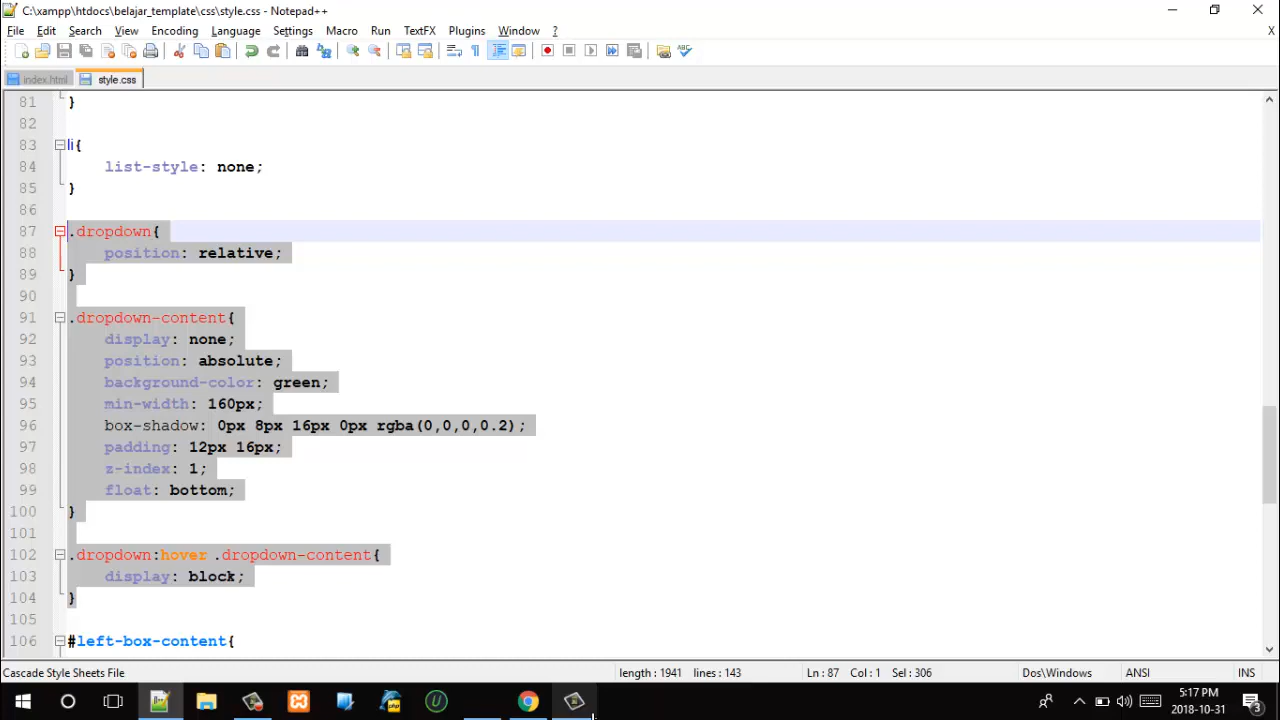 C:\xampp\htdocs\belajar_template\css\style.css - Notepad++
File Edit Search View Encoding Language Settings Macro Run TextFX Plugins Window ? X
index.html style.css
81 }
82
83 li{
84 list-style: none;
85 }
86
87 .dropdown{
88 position: relative;
89 }
90
91 .dropdown-content{
92 display: none;
93 position: absolute;
94 background-color: green;
95 min-width: 160px;
96 box-shadow: 0px 8px 16px 0px rgba(0,0,0,0.2);
97 padding: 12px 16px;
98 z-index: 1;
99 float: bottom;
100 }
101
102 .dropdown:hover .dropdown-content{
103 display: block;
104 }
105
106 #left-box-content{
Cascade Style Sheets File length : 1941 lines : 143 Ln : 87 Col : 1 Sel : 306 Dos\Windows ANSI INS
5:17 PM
2018-10-31
3